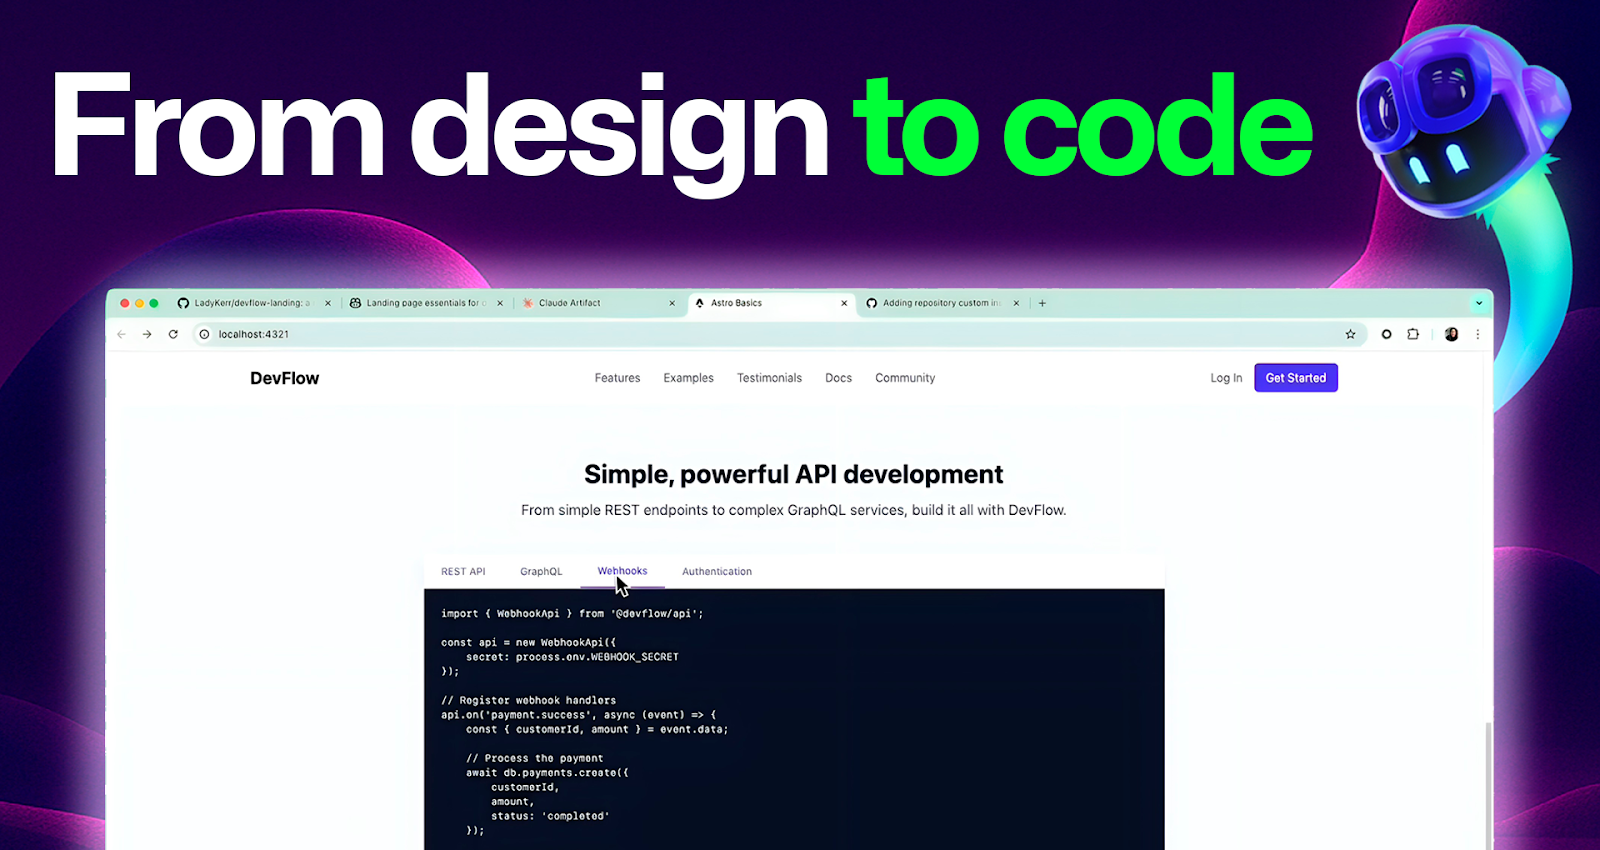 From design to code
LadyKerr/devflow-landing: a
Landing page essentials for
Claude Artifact
Astro Basics
Adding repository custom in
localhost:4321
DevFlow
Features
Examples
Testimonials
Docs
Community
Log In
Get Started
Simple, powerful API development
From simple REST endpoints to complex GraphQL services, build it all with DevFlow.
REST API
GraphQL
Webhooks
Authentication
import { WebhookApi } from '@devflow/api';
const api = new WebhookApi({
secret: process.env.WEBHOOK_SECRET
});
// Register webhook handlers
api.on('payment.success', async (event) => {
const { customerId, amount } = event.data;
// Process the payment
await db.payments.create({
customerId,
amount,
status: 'completed'
});